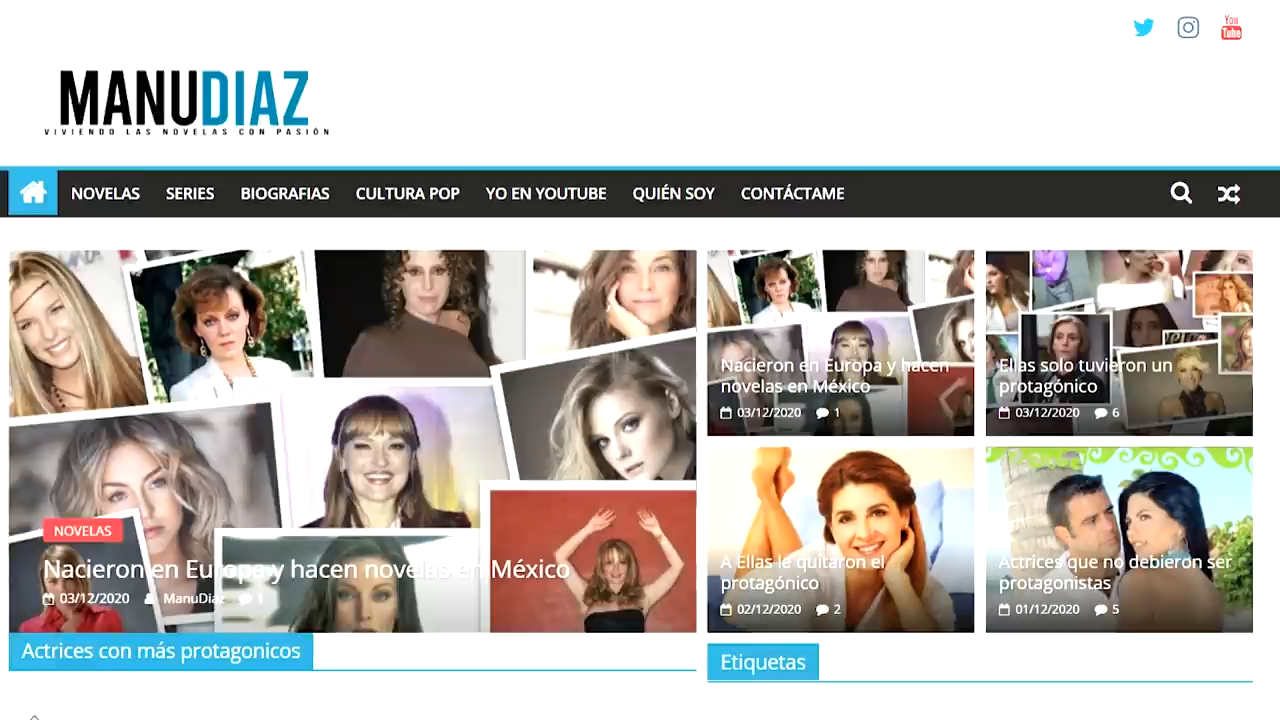 You
Tube
MANUDIAZ
VIVIENDO LAS NOVELAS CON PASIÓN
NOVELAS
SERIES
BIOGRAFIAS
CULTURA POP
YO EN YOUTUBE
QUIÉN SOY
CONTÁCTAME
NOVELAS
Nacieron en Europa y hacen novelas en México
03/12/2020 ManuDiaz 1
Nacieron en Europa y hacen
novelas en México
03/12/2020 1
Ellas solo tuvieron un
protagónico
03/12/2020 6
A Ellas le quitaron el
protagónico
02/12/2020 2
Actrices que no debieron ser
protagonistas
01/12/2020 5
Actrices con más protagonicos
Etiquetas